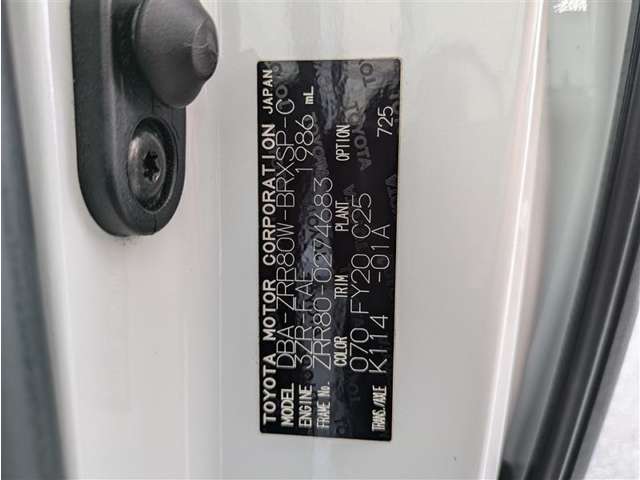 TOYOTA MOTOR CORPORATION JAPAN
MODEL DBA-ZRR80W-BRXSP-C
ENGINE 3ZR-FAE 1986 mL
FRAME No. ZRR80-0274683
COLOR TRIM PLANT OPTION
070 FY20 C25
TRANS./AXLE K114 -01A 725